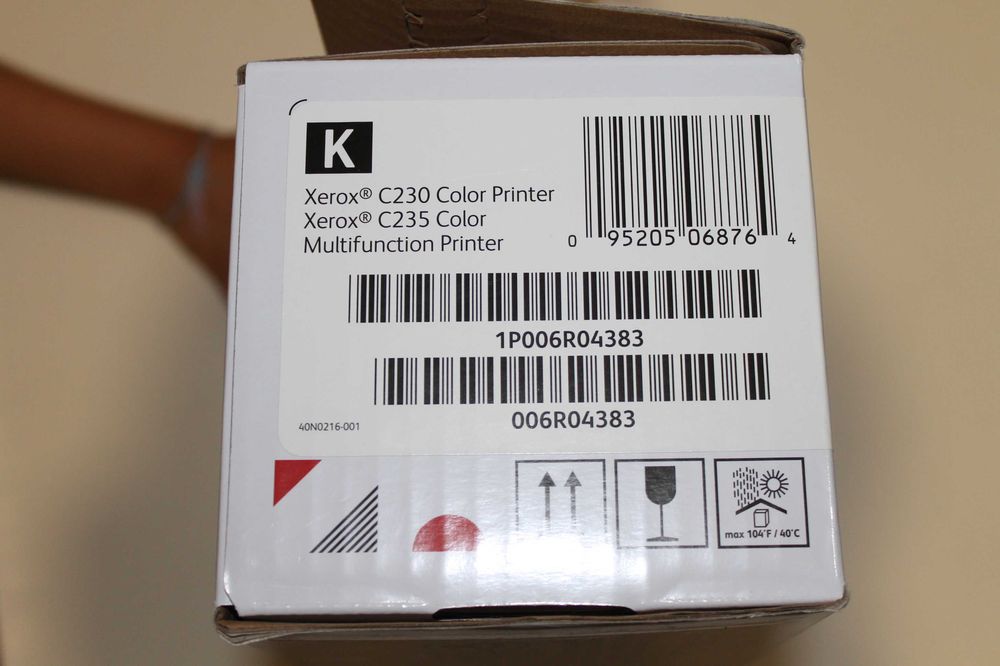 K
Xerox® C230 Color Printer
Xerox® C235 Color
Multifunction Printer
0 95205 06876 4
1P006R04383
006R04383
40N0216-001
max 104°F / 40°C